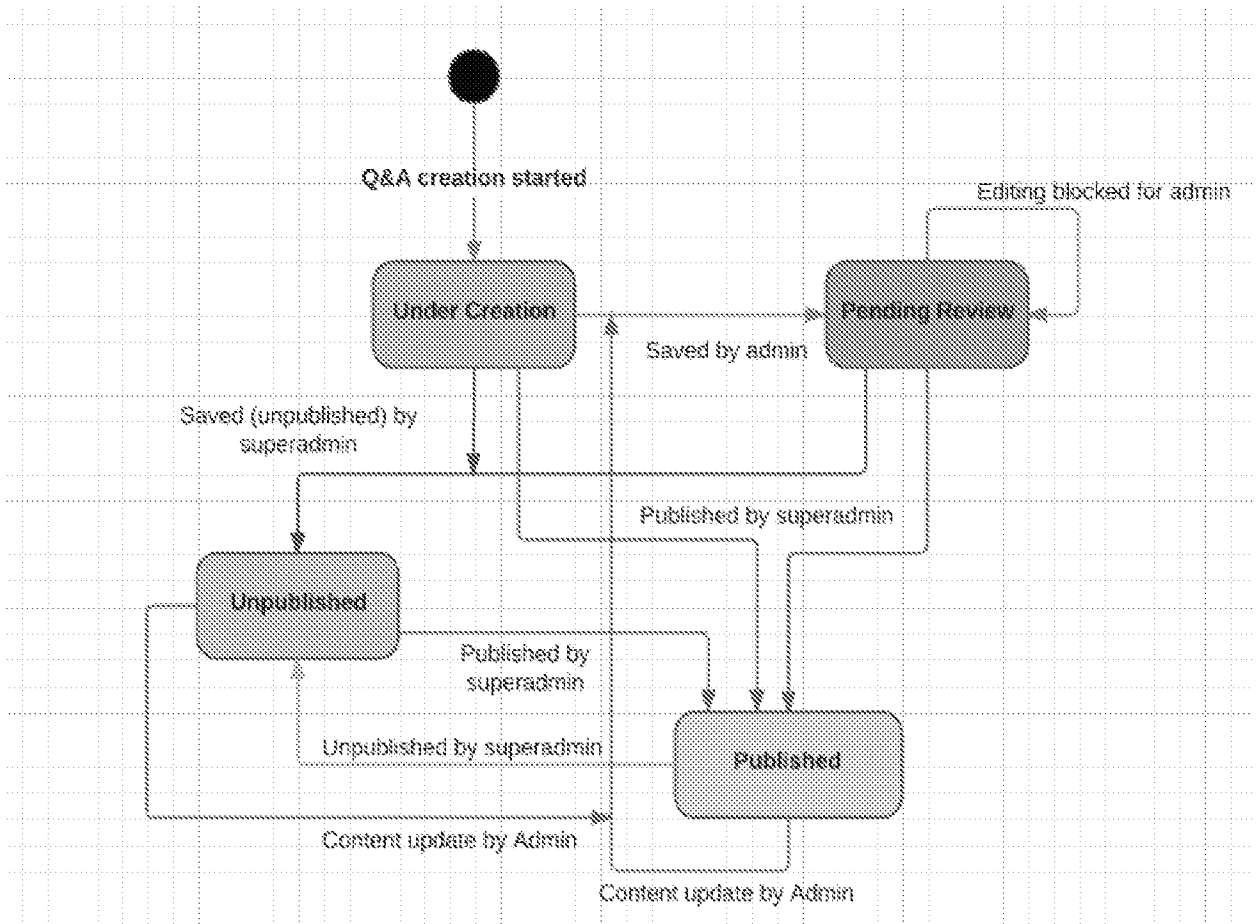 Q&A creation started
Editing blocked for admin
Under Creation
Pending Review
Saved by admin
Saved (unpublished) by
superadmin
Published by superadmin
Unpublished
Published by
superadmin
Unpublished by superadmin
Published
Content update by Admin
Content update by Admin